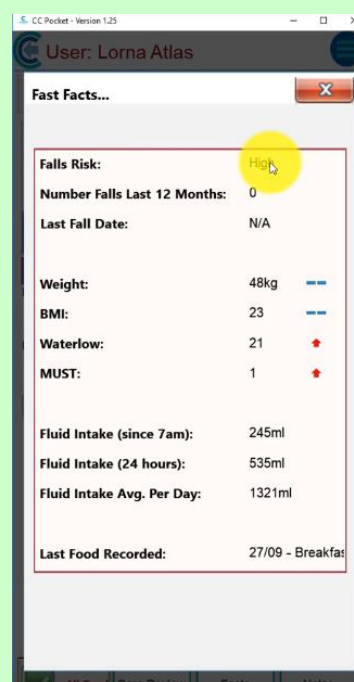 CC Pocket - Version 1.25
User: Lorna Atlas
Fast Facts...
Falls Risk: High
Number Falls Last 12 Months: 0
Last Fall Date: N/A
Weight: 48kg
BMI: 23
Waterlow: 21
MUST: 1
Fluid Intake (since 7am): 245ml
Fluid Intake (24 hours): 535ml
Fluid Intake Avg. Per Day: 1321ml
Last Food Recorded: 27/09 - Breakfas